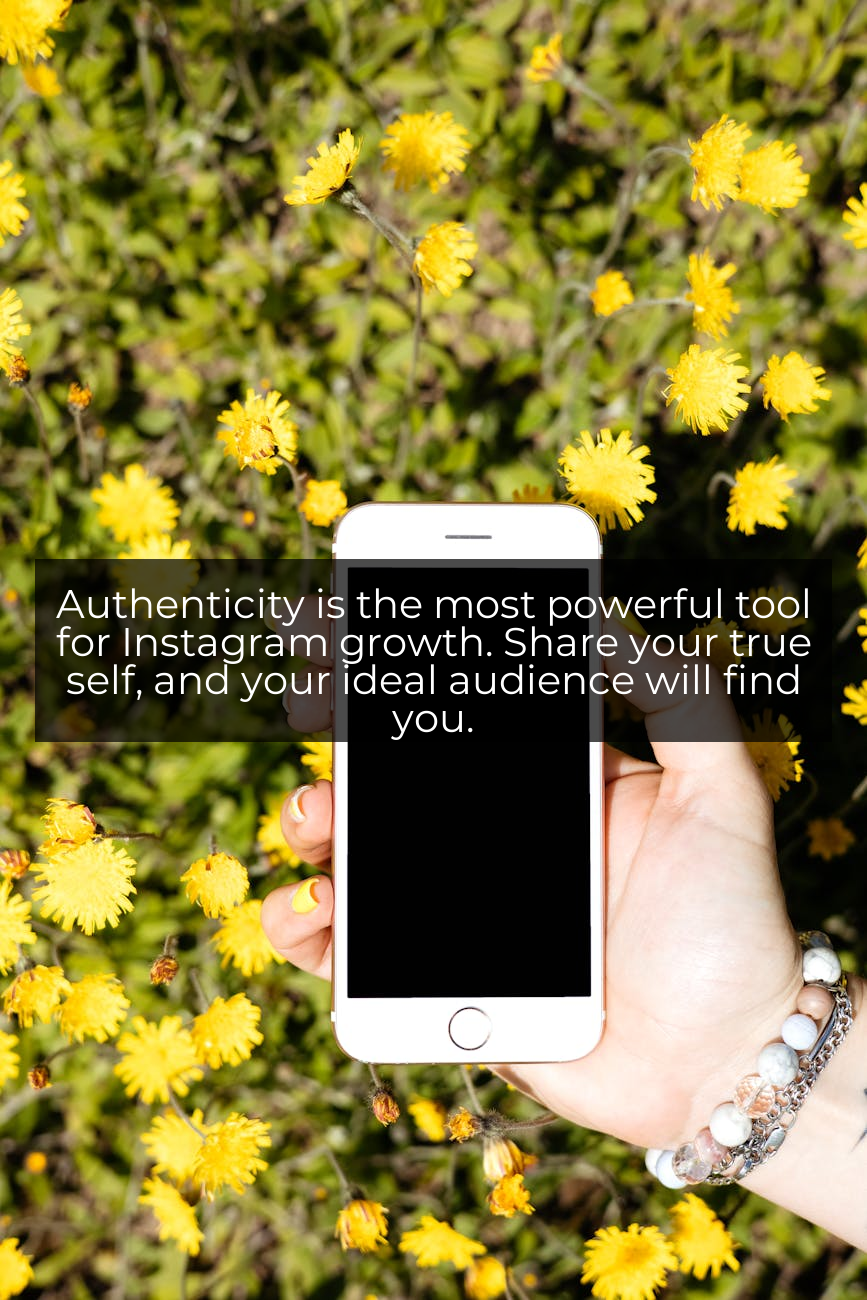 Authenticity is the most powerful tool
for Instagram growth. Share your true
self, and your ideal audience will find
you.